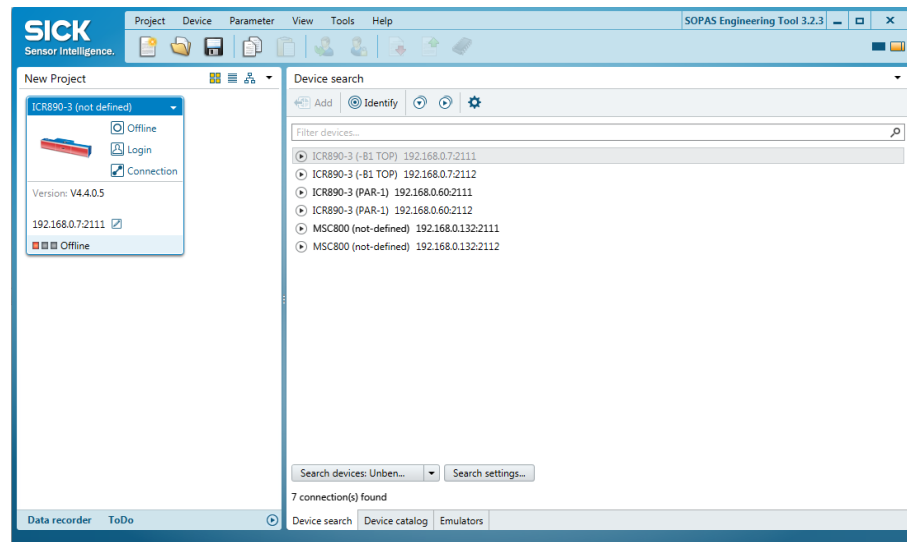 SICK
Sensor Intelligence.
Project Device Parameter View Tools Help
SOPAS Engineering Tool 3.2.3
New Project
ICR890-3 (not defined)
Offline
Login
Connection
Version: V4.4.0.5
192.168.0.7:2111
Offline
Data recorder ToDo
Device search
Add Identify
Filter devices...
ICR890-3 (-B1 TOP) 192.168.0.7:2111
ICR890-3 (-B1 TOP) 192.168.0.7:2112
ICR890-3 (PAR-1) 192.168.0.60:2111
ICR890-3 (PAR-1) 192.168.0.60:2112
MSC800 (not-defined) 192.168.0.132:2111
MSC800 (not-defined) 192.168.0.132:2112
Search devices: Unben... Search settings...
7 connection(s) found
Device search Device catalog Emulators